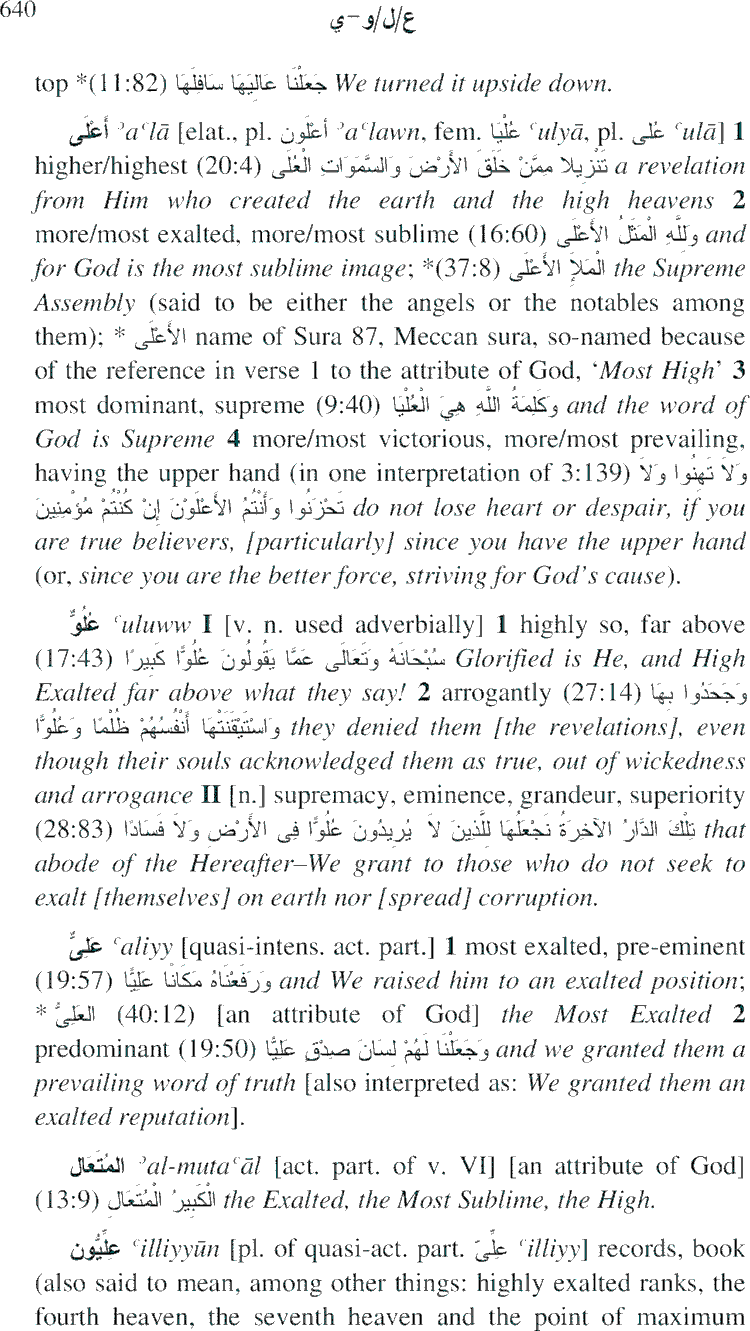 640
ع/ل/و – ي
top *(11:82) جَعَلْنَا عَالِيَهَا سَافِلَهَا We turned it upside down.
أَعْلَى ʾaʿlā [elat., pl. أعْلَون ʾaʿlawn, fem. عُلْيَا ʿulyā, pl. عُلى ʿulā] 1
higher/highest (20:4) تَنْزِيلا مِمَّنْ خَلَقَ الأَرْضَ وَالسَّمَوَاتِ الْعُلَى a revelation
from Him who created the earth and the high heavens 2
more/most exalted, more/most sublime (16:60) وَلِلَّهِ الْمَثَلُ الأَعْلَى and
for God is the most sublime image; *(37:8) الْمَلإِ الأَعْلَى the Supreme
Assembly (said to be either the angels or the notables among
them); * الأَعْلَى name of Sura 87, Meccan sura, so-named because
of the reference in verse 1 to the attribute of God, ‘Most High’ 3
most dominant, supreme (9:40) وَكَلِمَةُ اللَّهِ هِيَ الْعُلْيَا and the word of
God is Supreme 4 more/most victorious, more/most prevailing,
having the upper hand (in one interpretation of 3:139) وَلاَ تَهِنُوا وَلاَ
تَحْزَنُوا وَأَنْتُمُ الأَعْلَوْنَ إِنْ كُنْتُمْ مُؤْمِنِينَ do not lose heart or despair, if you
are true believers, [particularly] since you have the upper hand
(or, since you are the better force, striving for God’s cause).
عُلُوٌّ ʿuluww I [v. n. used adverbially] 1 highly so, far above
(17:43) سُبْحَانَهُ وَتَعَالَى عَمَّا يَقُولُونَ عُلُوًّا كَبِيرًا Glorified is He, and High
Exalted far above what they say! 2 arrogantly (27:14) وَجَحَدُوا بِهَا
وَاسْتَيْقَنَتْهَا أَنْفُسُهُمْ ظُلْمًا وَعُلُوًّا they denied them [the revelations], even
though their souls acknowledged them as true, out of wickedness
and arrogance II [n.] supremacy, eminence, grandeur, superiority
(28:83) تِلْكَ الدَّارُ الآخِرَةُ نَجْعَلُهَا لِلَّذِينَ لاَ يُرِيدُونَ عُلُوًّا فِى الأَرْضِ وَلاَ فَسَادًا that
abode of the Hereafter–We grant to those who do not seek to
exalt [themselves] on earth nor [spread] corruption.
عَلِىٌّ ʿaliyy [quasi-intens. act. part.] 1 most exalted, pre-eminent
(19:57) وَرَفَعْنَاهُ مَكَانًا عَلِيًّا and We raised him to an exalted position;
* العَلِىُّ (40:12) [an attribute of God] the Most Exalted 2
predominant (19:50) وَجَعَلْنَا لَهُمْ لِسَانَ صِدْقٍ عَلِيًّا and we granted them a
prevailing word of truth [also interpreted as: We granted them an
exalted reputation].
المُتَعَال ʾal-mutaʿāl [act. part. of v. VI] [an attribute of God]
(13:9) الْكَبِيرُ الْمُتَعَالِ the Exalted, the Most Sublime, the High.
عِلِّيُّون ʿilliyyūn [pl. of quasi-act. part. عِلِّىّ ʿilliyy] records, book
(also said to mean, among other things: highly exalted ranks, the
fourth heaven, the seventh heaven and the point of maximum